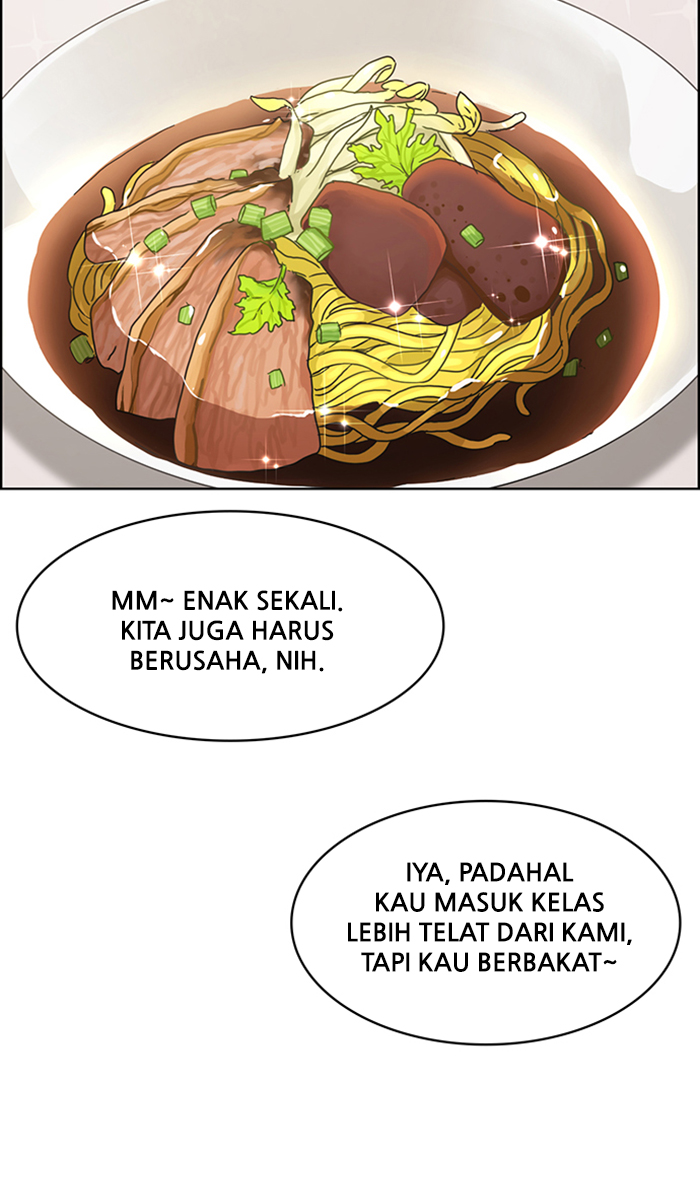 MM~ ENAK SEKALI.
KITA JUGA HARUS
BERUSAHA, NIH.
IYA, PADAHAL
KAU MASUK KELAS
LEBIH TELAT DARI KAMI,
TAPI KAU BERBAKAT~